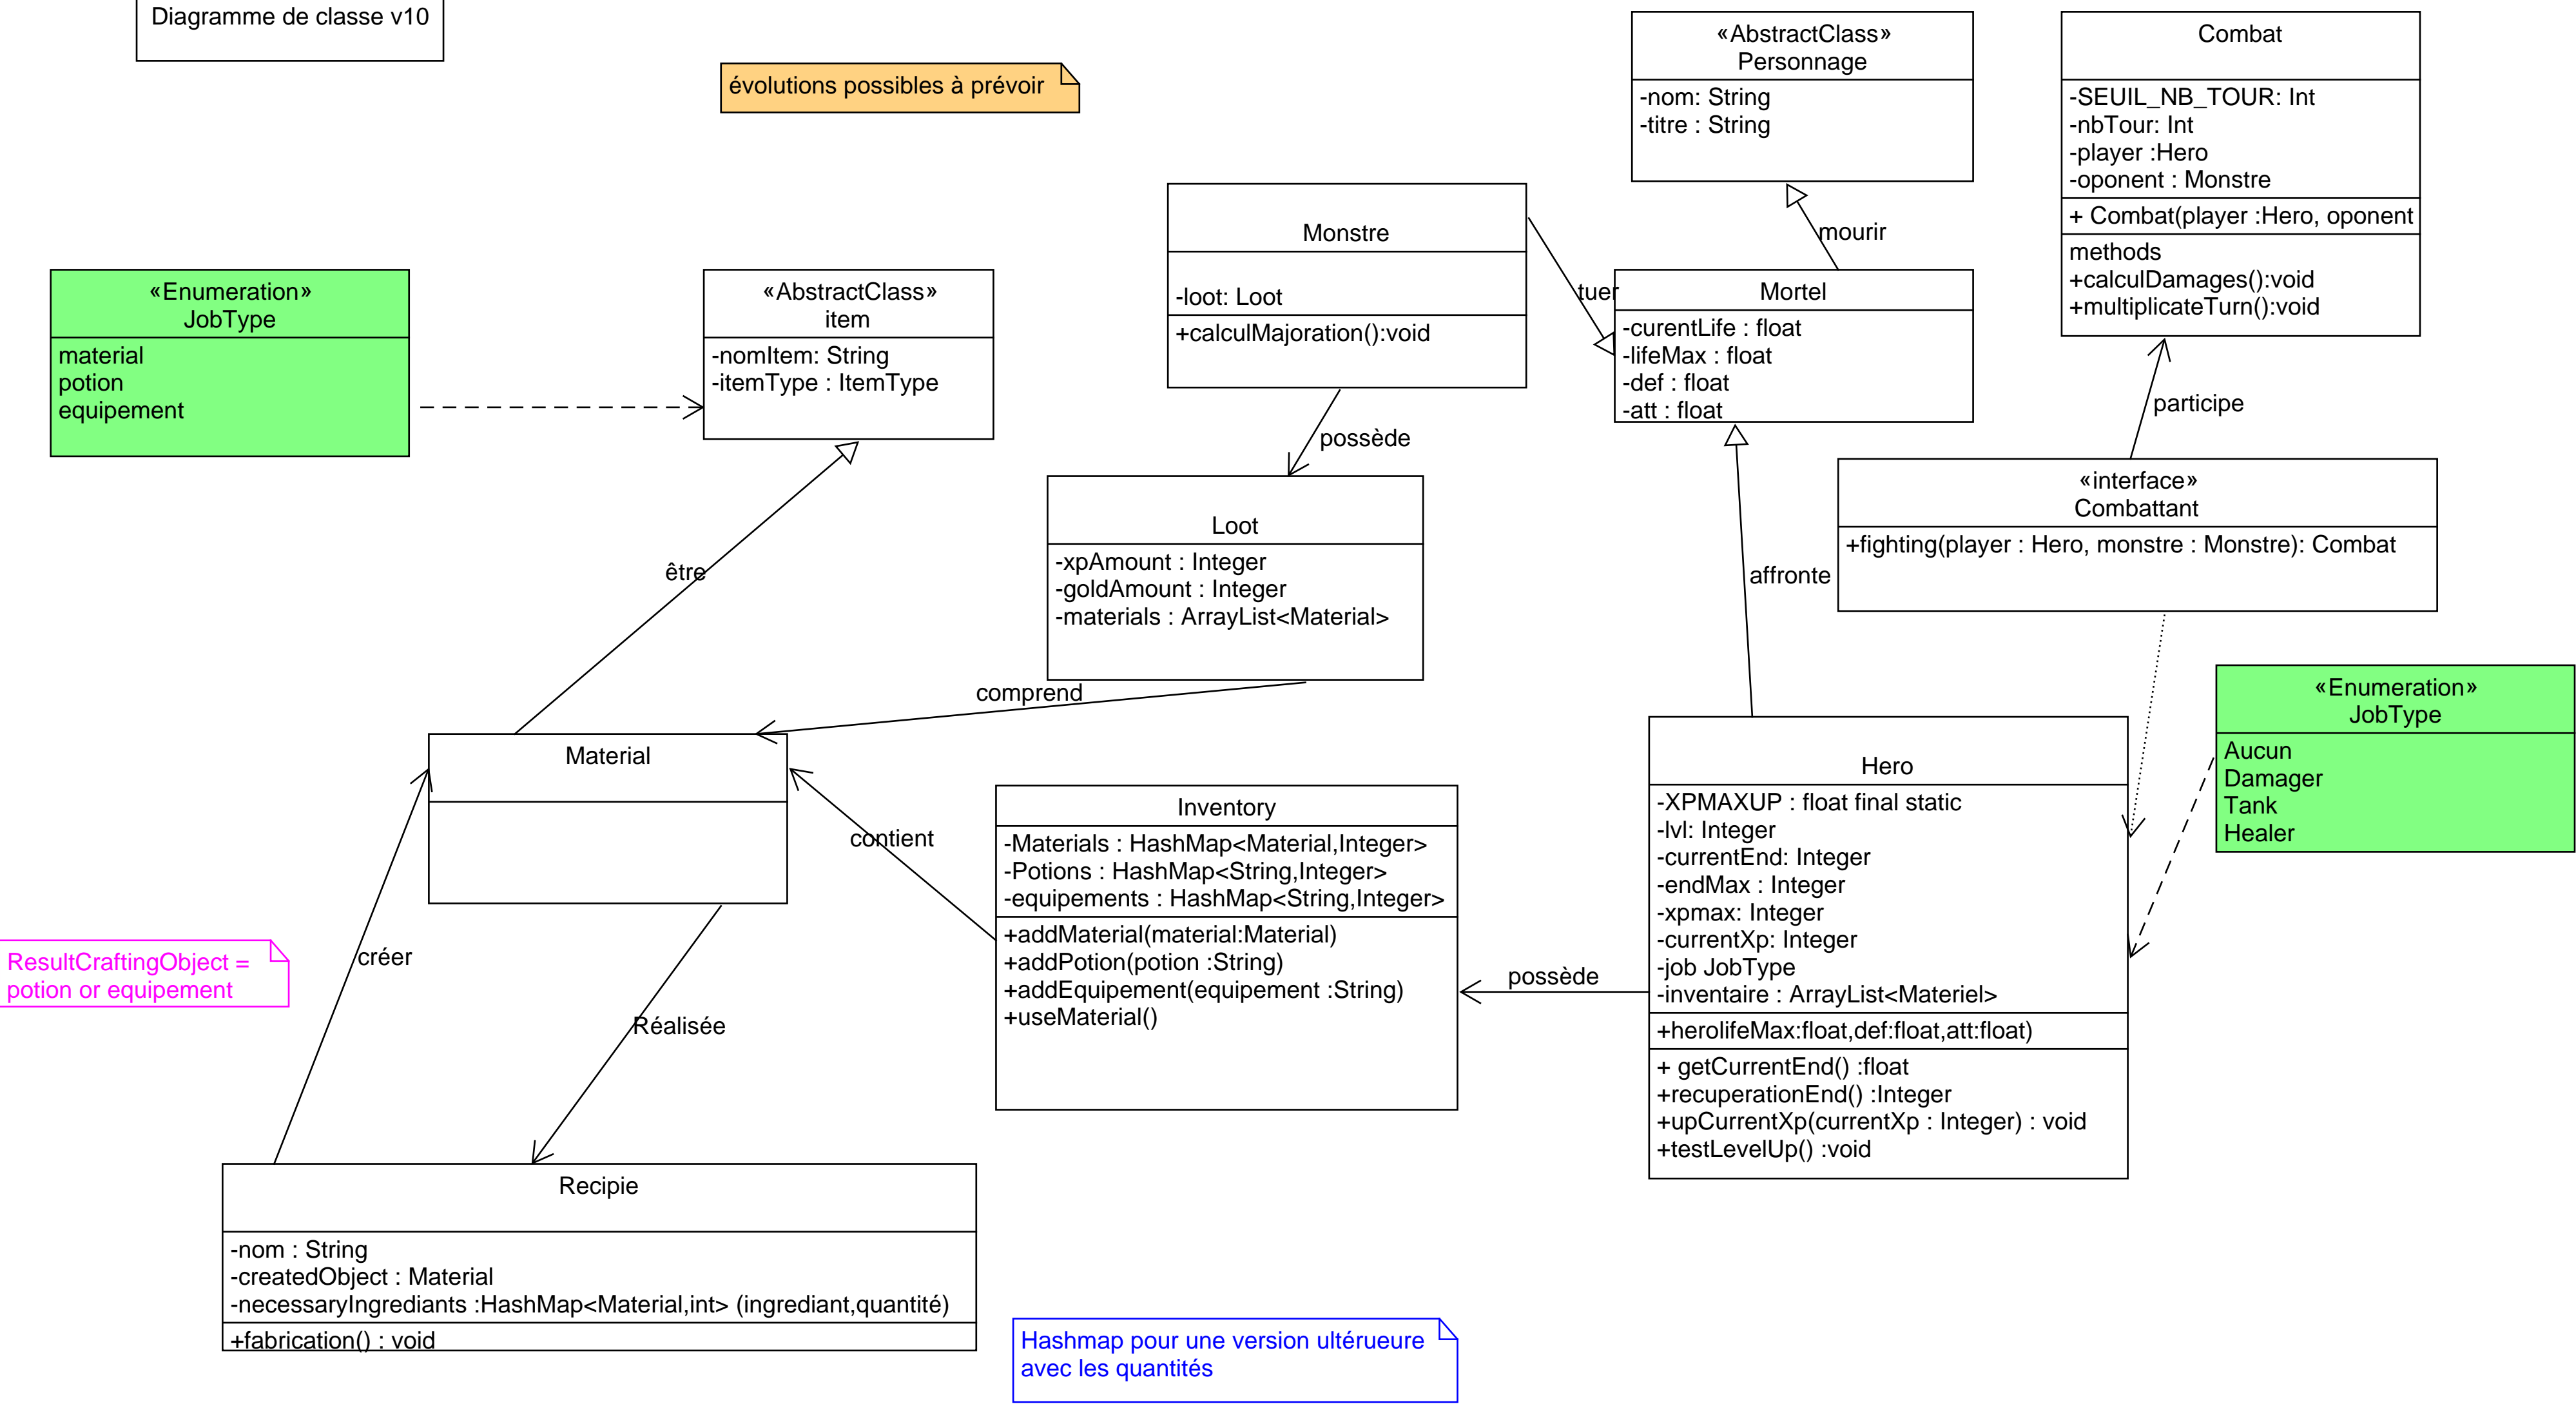 Diagramme de classe v10
évolutions possibles à prévoir
«AbstractClass»
Personnage
-nom: String
-titre : String
Combat
-SEUIL_NB_TOUR: Int
-nbTour: Int
-player :Hero
-oponent : Monstre
+ Combat(player :Hero, oponent
methods
+calculDamages():void
+multiplicateTurn():void
Monstre
-loot: Loot
+calculMajoration():void
mourir
tuer
«Enumeration»
JobType
material
potion
equipement
«AbstractClass»
item
-nomItem: String
-itemType : ItemType
Mortel
-curentLife : float
-lifeMax : float
-def : float
-att : float
participe
possède
«interface»
Combattant
+fighting(player : Hero, monstre : Monstre): Combat
Loot
-xpAmount : Integer
-goldAmount : Integer
-materials : ArrayList<Material>
être
affronte
comprend
«Enumeration»
JobType
Aucun
Damager
Tank
Healer
Material
Hero
-XPMAXUP : float final static
-lvl: Integer
-currentEnd: Integer
-endMax : Integer
-xpmax: Integer
-currentXp: Integer
-job JobType
-inventaire : ArrayList<Materiel>
+herolifeMax:float,def:float,att:float)
+ getCurrentEnd() :float
+recuperationEnd() :Integer
+upCurrentXp(currentXp : Integer) : void
+testLevelUp() :void
contient
Inventory
-Materials : HashMap<Material,Integer>
-Potions : HashMap<String,Integer>
-equipements : HashMap<String,Integer>
+addMaterial(material:Material)
+addPotion(potion :String)
+addEquipement(equipement :String)
+useMaterial()
possède
ResultCraftingObject =
potion or equipement
créer
Réalisée
Recipie
-nom : String
-createdObject : Material
-necessaryIngrediants :HashMap<Material,int> (ingrediant,quantité)
+fabrication() : void
Hashmap pour une version ultérueure
avec les quantités